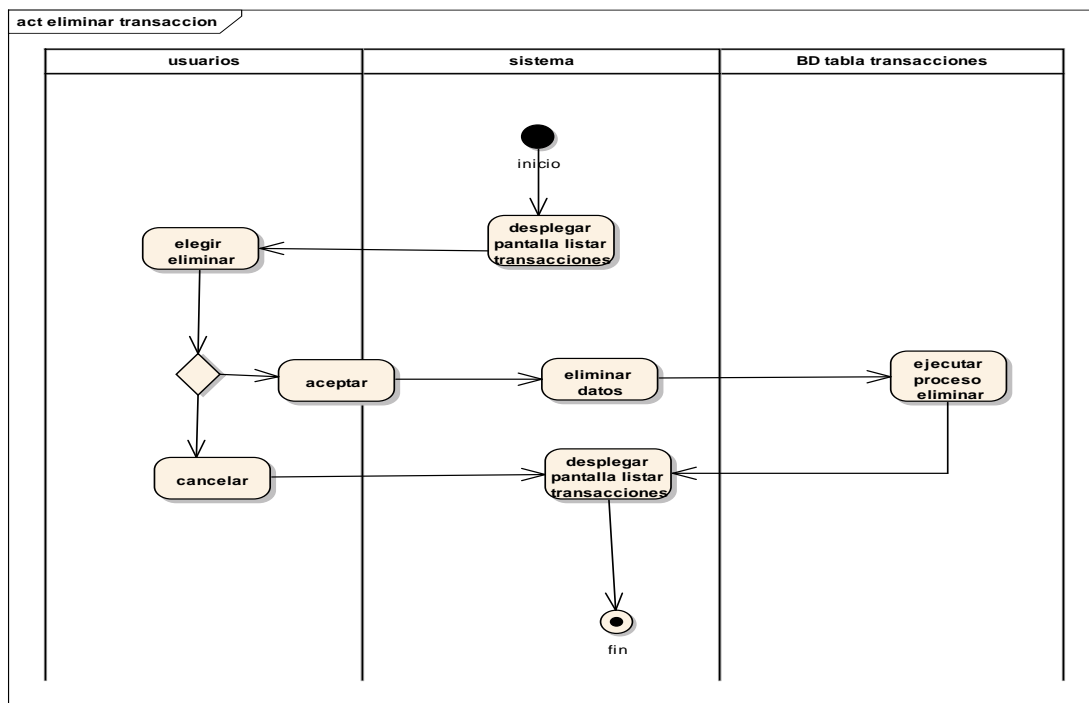 act eliminar transaccion
usuarios
sistema
BD tabla transacciones
inicio
desplegar
pantalla listar
transacciones
elegir
eliminar
aceptar
eliminar
datos
ejecutar
proceso
eliminar
cancelar
desplegar
pantalla listar
transacciones
fin